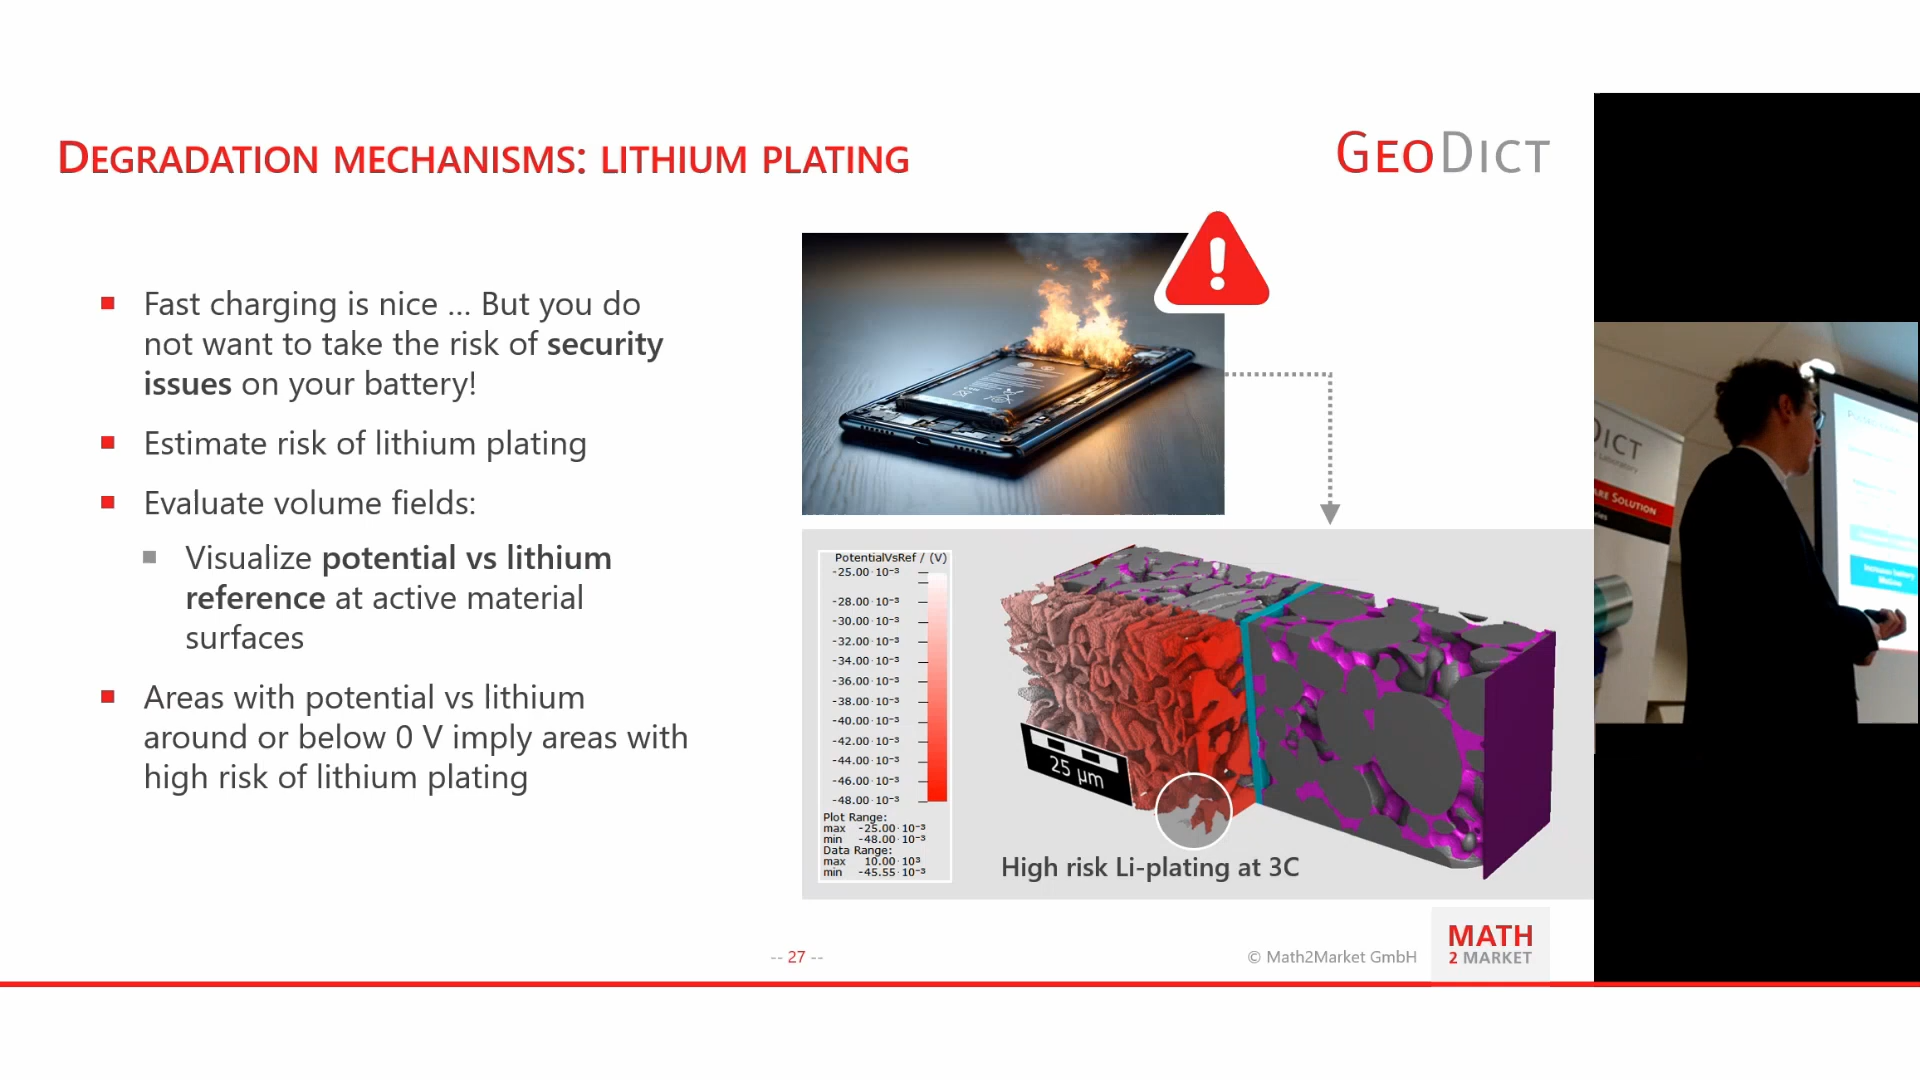 DEGRADATION MECHANISMS: LITHIUM PLATING
GEODICT
Fast charging is nice ... But you do
not want to take the risk of security
issues on your battery!
Estimate risk of lithium plating
Evaluate volume fields:
Visualize potential vs lithium
reference at active material
surfaces
Areas with potential vs lithium
around or below 0 V imply areas with
high risk of lithium plating
PotentialVsRef / (V)
-25.00·10⁻³
-28.00·10⁻³
-30.00·10⁻³
-32.00·10⁻³
-34.00·10⁻³
-36.00·10⁻³
-38.00·10⁻³
-40.00·10⁻³
-42.00·10⁻³
-44.00·10⁻³
-46.00·10⁻³
-48.00·10⁻³
Plot Range:
max -25.00·10⁻³
min -48.00·10⁻³
Data Range:
max 10.00·10³
min -45.55·10⁻³
25 µm
High risk Li-plating at 3C
-- 27 --
© Math2Market GmbH
MATH
2 MARKET
DICT
Laboratory
ARE SOLUTION